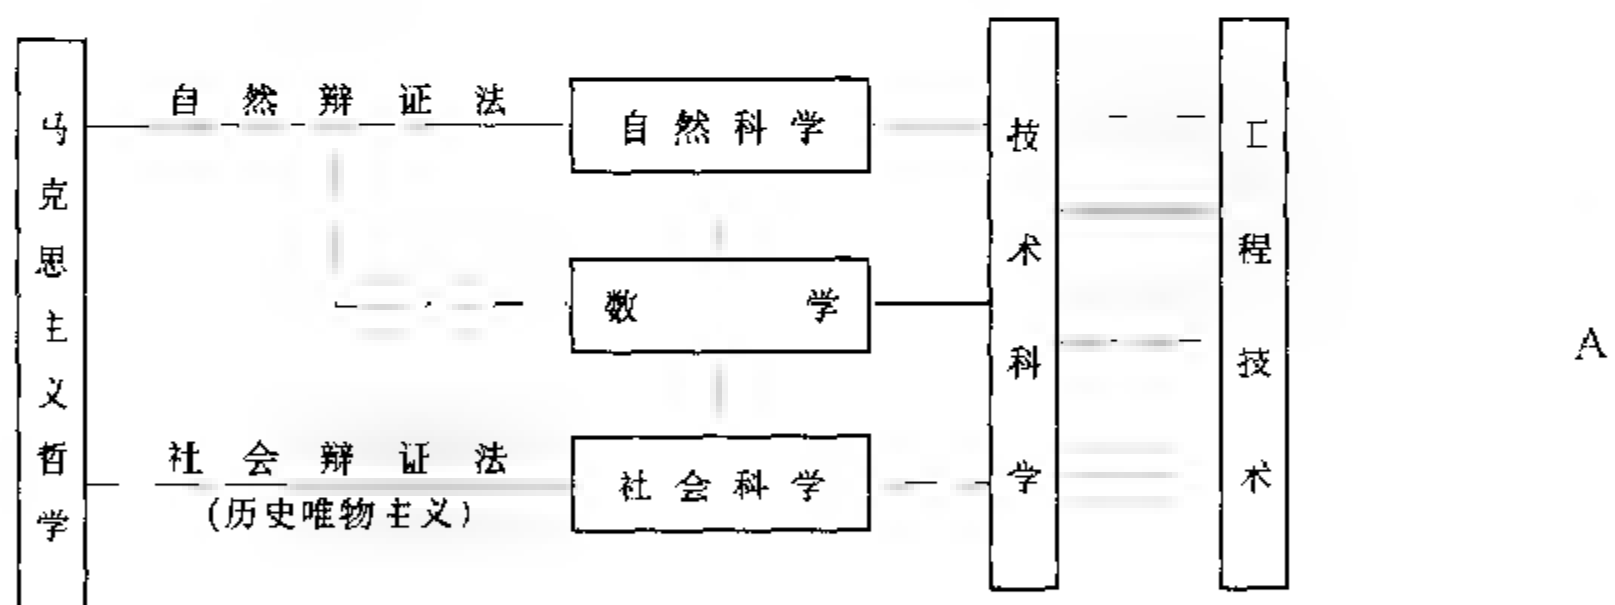 马克思主义哲学
自然辩证法
自然科学
数学
社会辩证法
(历史唯物主义)
社会科学
技术科学
工程技术
A